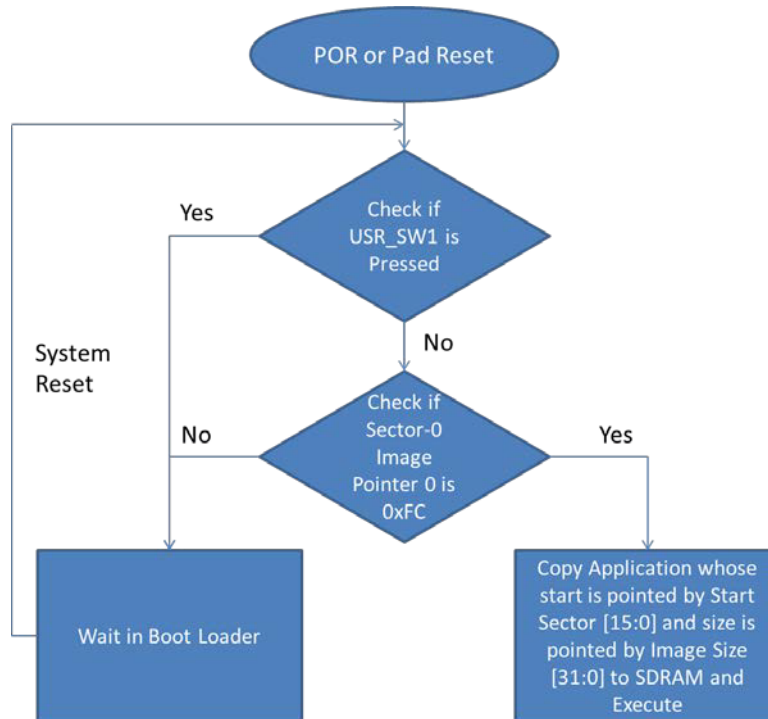 POR or Pad Reset
Yes
Check if
USR_SW1 is
Pressed
System
Reset
No
No
Check if
Sector-0
Image
Pointer 0 is
0xFC
Yes
Wait in Boot Loader
Copy Application whose
start is pointed by Start
Sector [15:0] and size is
pointed by Image Size
[31:0] to SDRAM and
Execute